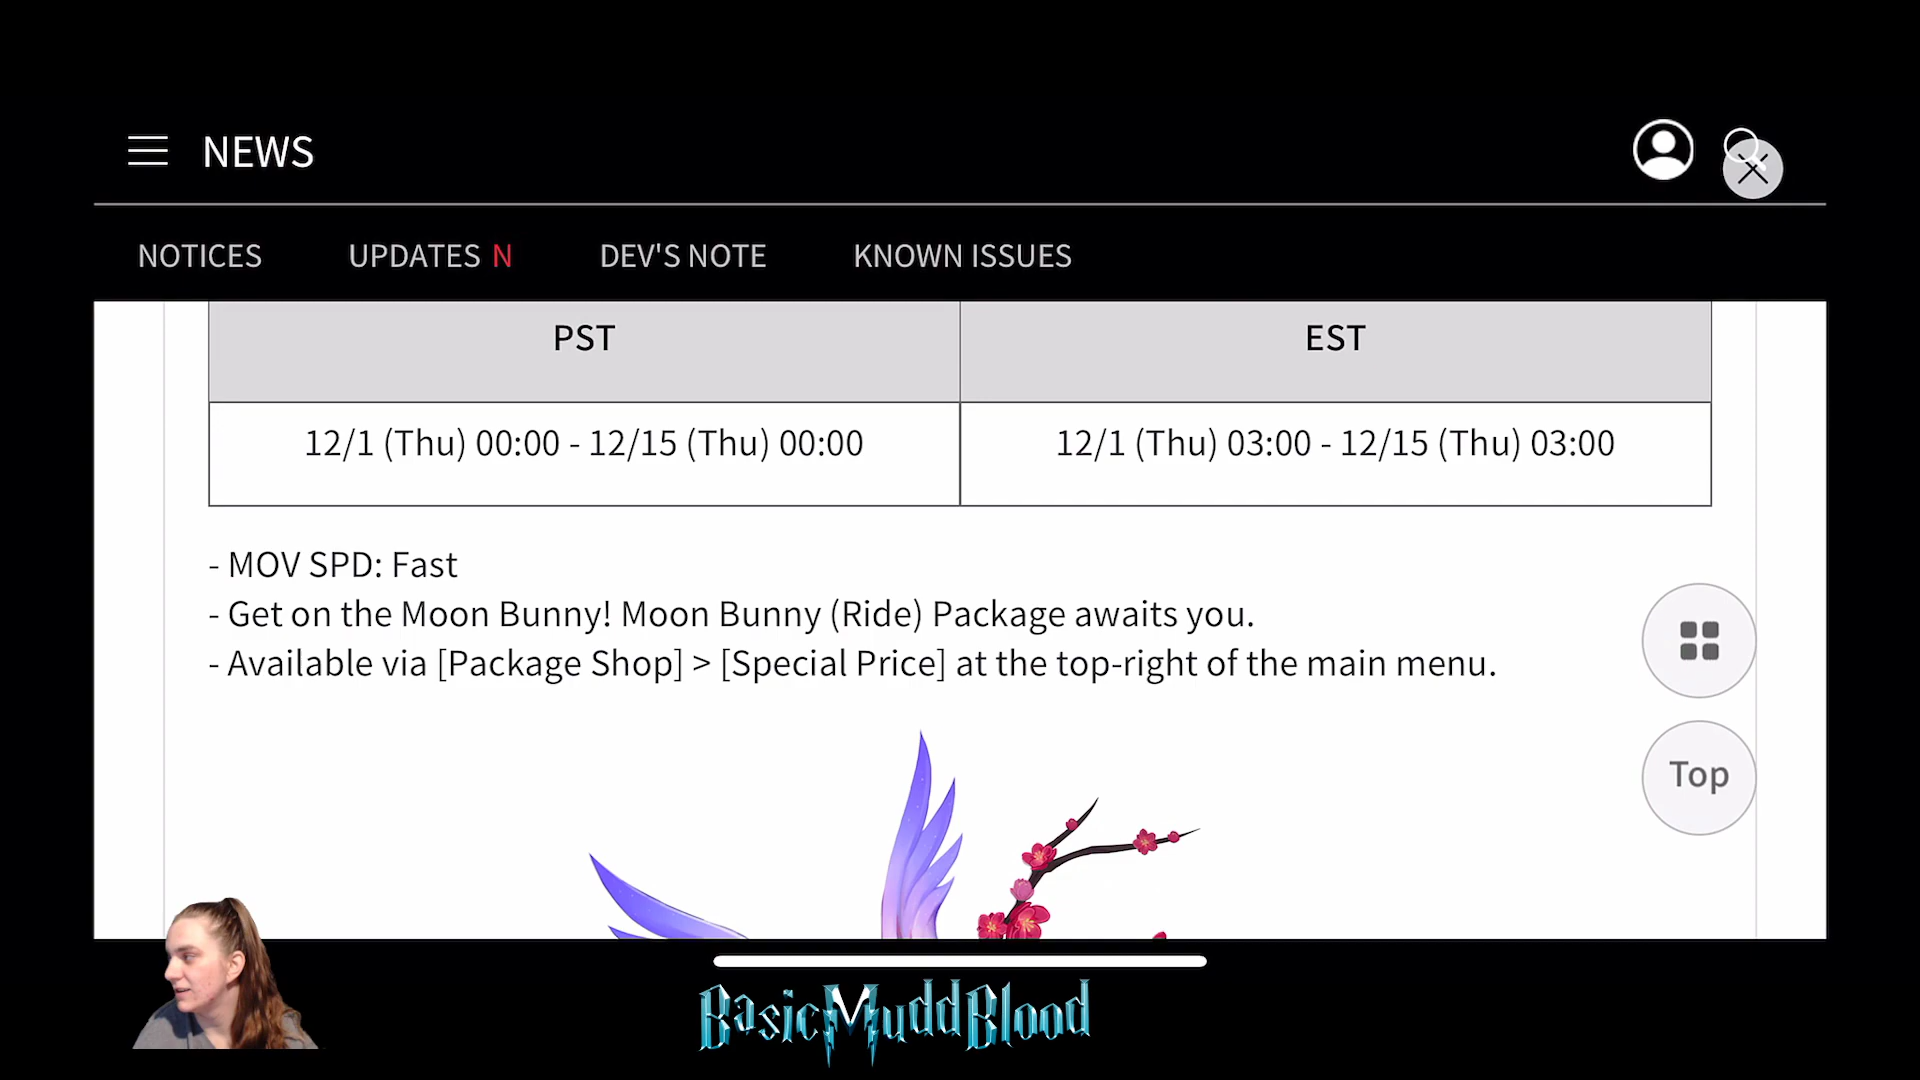 NEWS
NOTICES
UPDATES N
DEV'S NOTE
KNOWN ISSUES
PST
EST
12/1 (Thu) 00:00 - 12/15 (Thu) 00:00
12/1 (Thu) 03:00 - 12/15 (Thu) 03:00
- MOV SPD: Fast
- Get on the Moon Bunny! Moon Bunny (Ride) Package awaits you.
- Available via [Package Shop] > [Special Price] at the top-right of the main menu.
Top
BasicMuddBlood